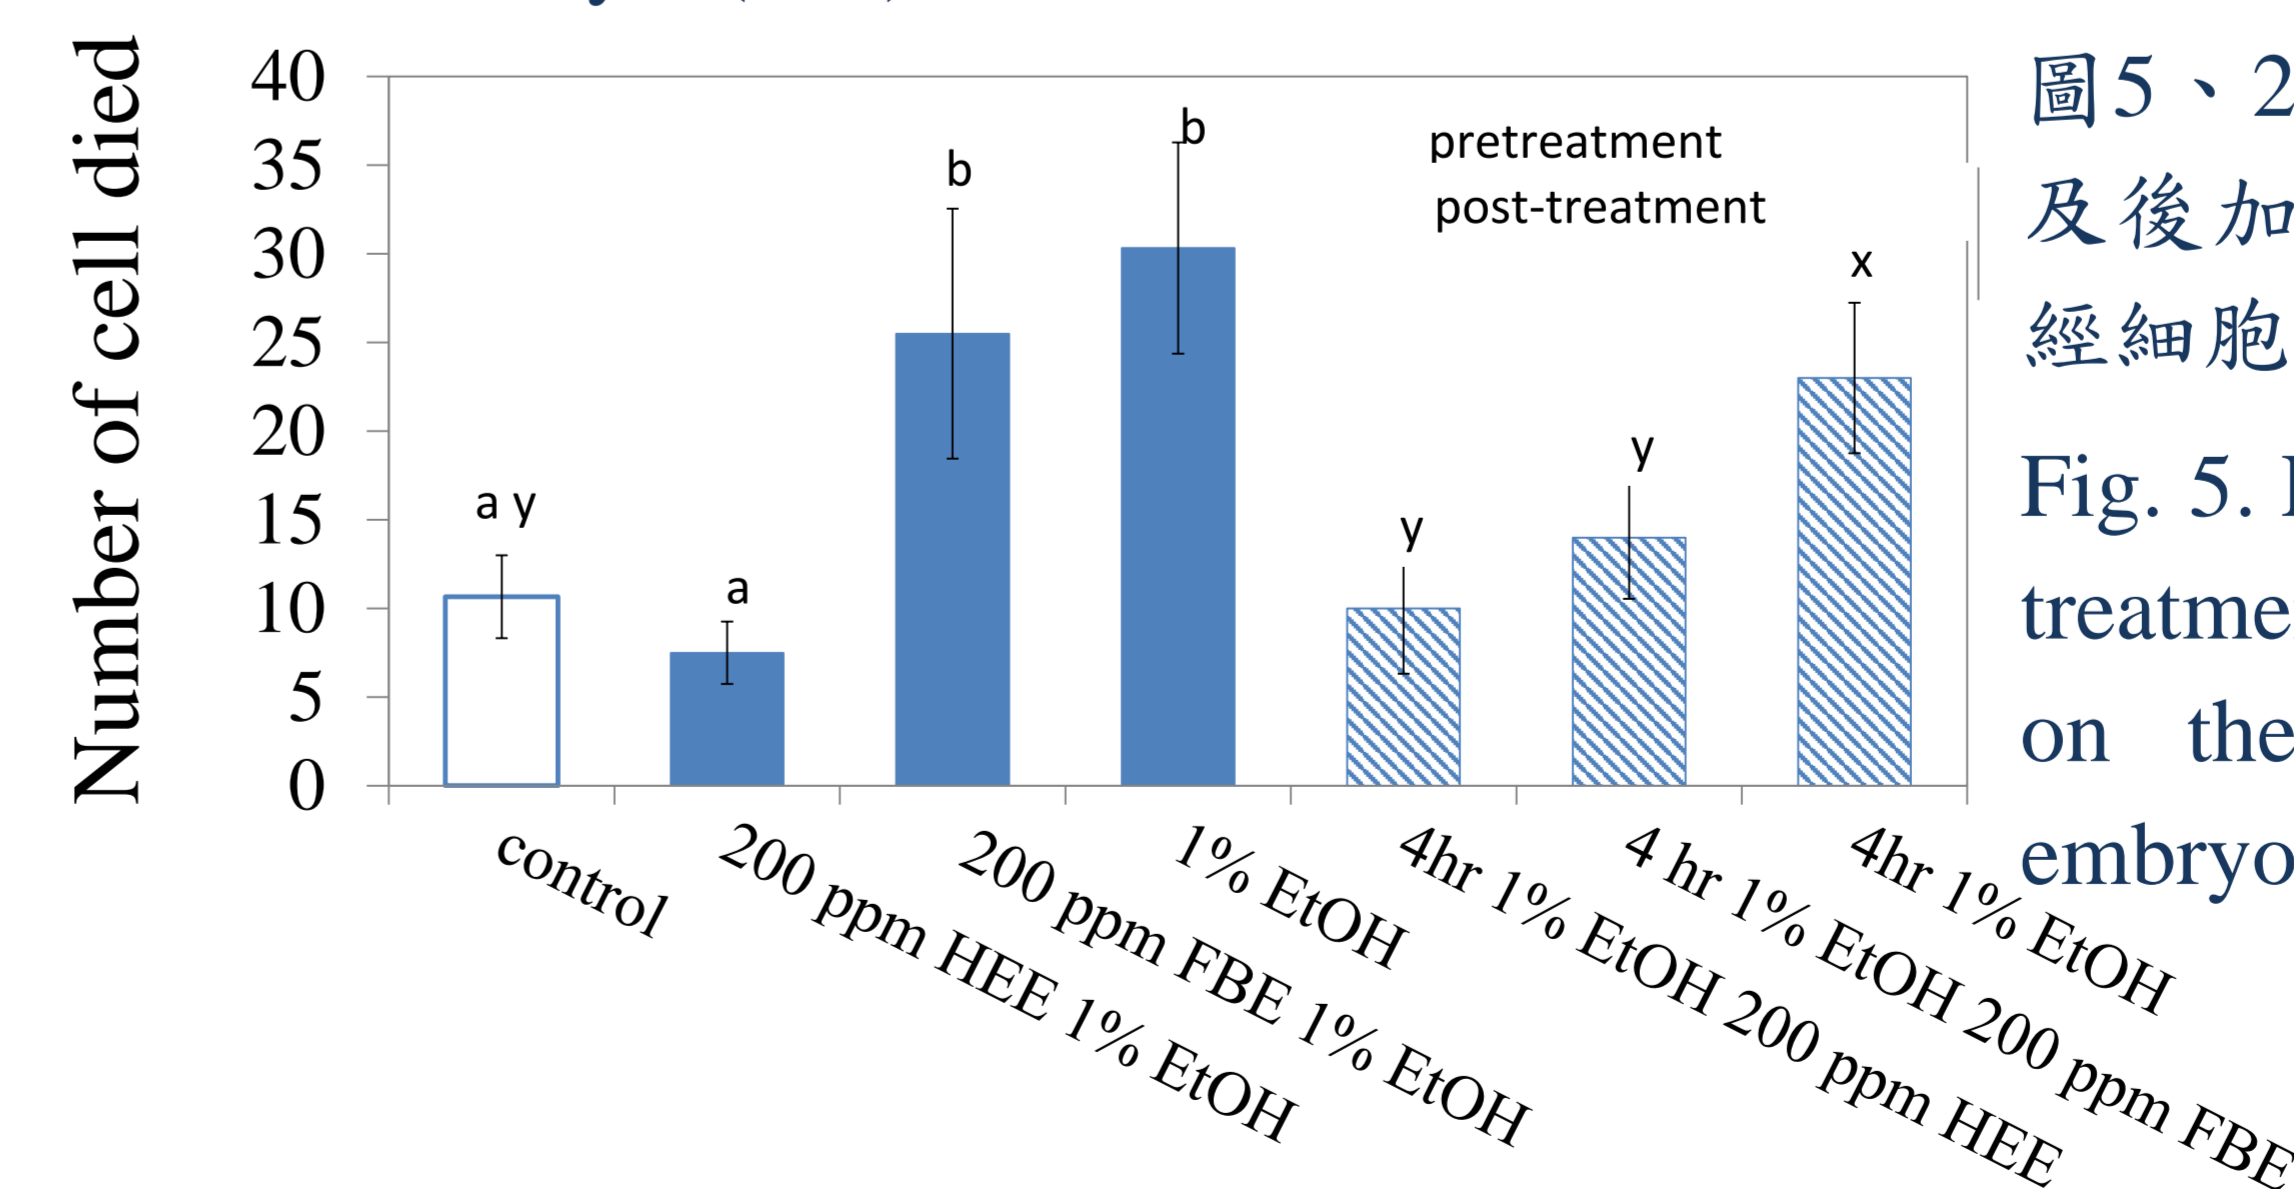 Number of cell died
40
35
30
25
20
15
10
5
0
a y
a
b
b
y
y
x
pretreatment
post-treatment
control
200 ppm HEE 1% EtOH
200 ppm FBE 1% EtOH
1% EtOH
4hr 1% EtOH 200 ppm HEE
4 hr 1% EtOH 200 ppm FBE
4hr 1% EtOH
圖5、2
及後加
經細胞
Fig. 5.
treatme
on the
embryo